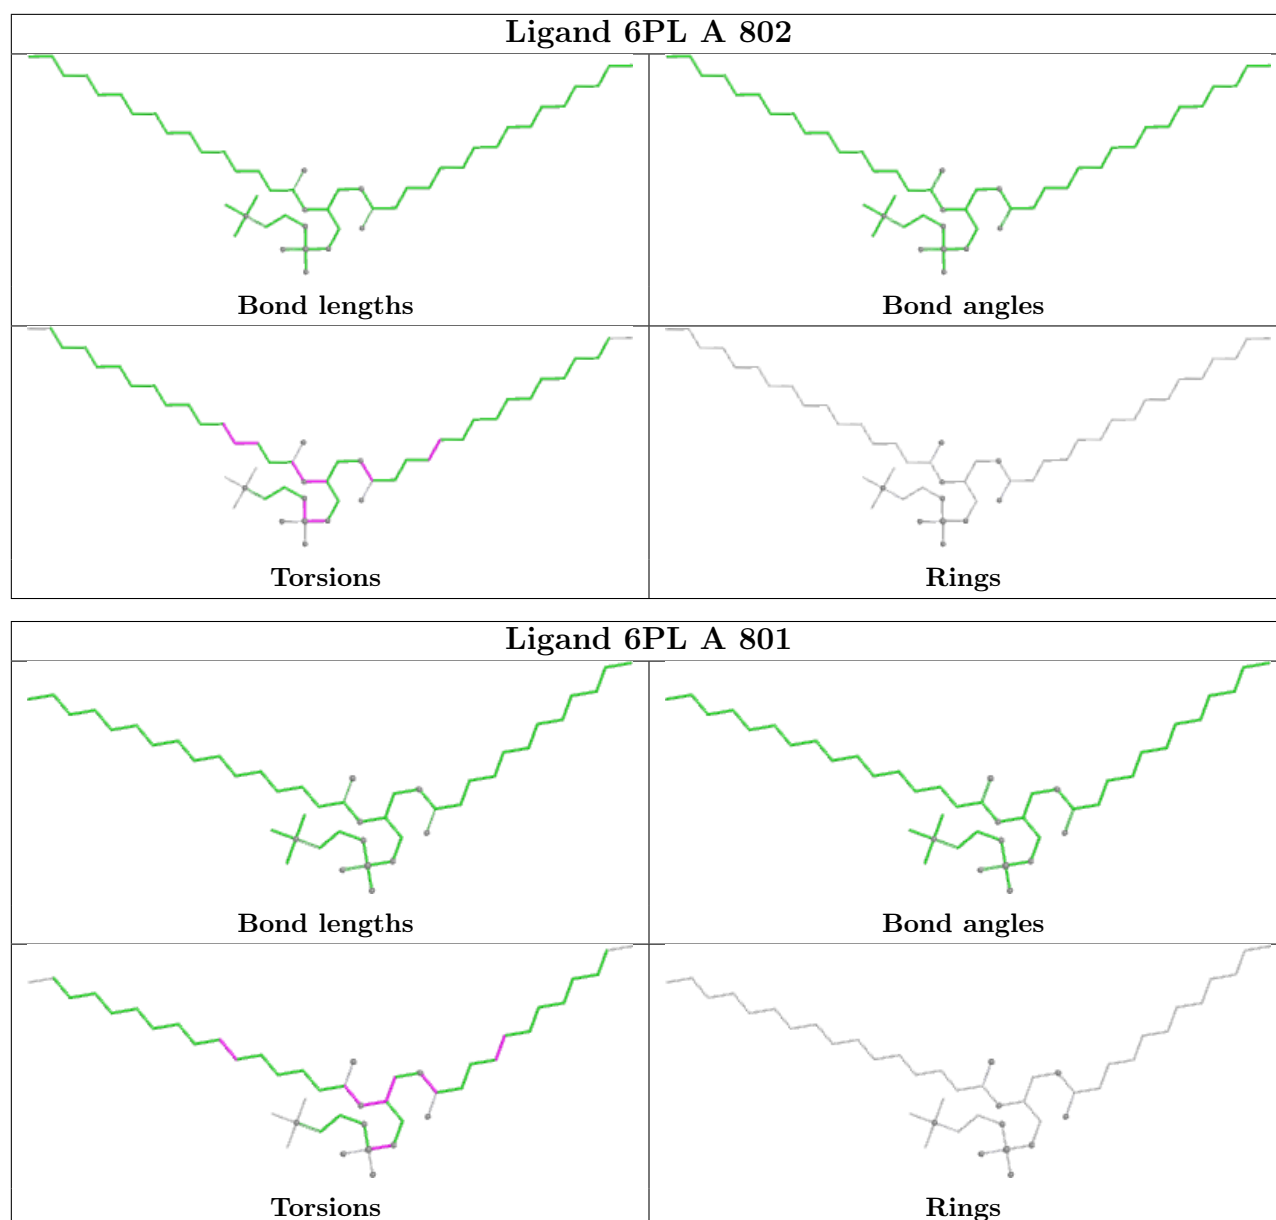 Ligand 6PL A 802
Bond lengths
Bond angles
Torsions
Rings
Ligand 6PL A 801
Bond lengths
Bond angles
Torsions
Rings